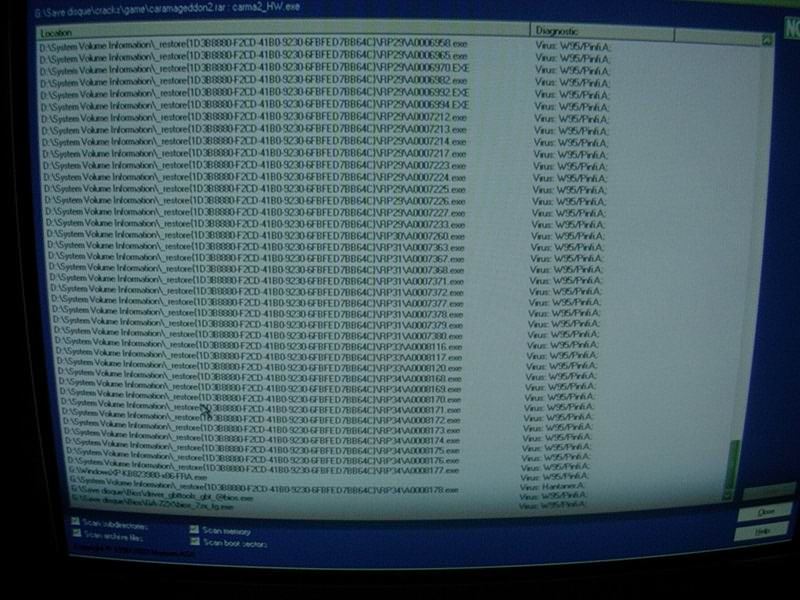 G:\Save disque\cracks\game\caramageddon2.rar : carma2_HW.exe
Location Diagnostic
D:\System Volume Information\_restore{1D3B8880-F2CD-41B0-9230-6FBFED7BB64C}\RP29\A0006958.exe Virus: W95/Pinfi.A;
D:\System Volume Information\_restore{1D3B8880-F2CD-41B0-9230-6FBFED7BB64C}\RP29\A0006965.exe Virus: W95/Pinfi.A;
D:\System Volume Information\_restore{1D3B8880-F2CD-41B0-9230-6FBFED7BB64C}\RP29\A0006970.EXE Virus: W95/Pinfi.A;
D:\System Volume Information\_restore{1D3B8880-F2CD-41B0-9230-6FBFED7BB64C}\RP29\A0006982.exe Virus: W95/Pinfi.A;
D:\System Volume Information\_restore{1D3B8880-F2CD-41B0-9230-6FBFED7BB64C}\RP29\A0006992.EXE Virus: W95/Pinfi.A;
D:\System Volume Information\_restore{1D3B8880-F2CD-41B0-9230-6FBFED7BB64C}\RP29\A0006994.EXE Virus: W95/Pinfi.A;
D:\System Volume Information\_restore{1D3B8880-F2CD-41B0-9230-6FBFED7BB64C}\RP29\A0007212.exe Virus: W95/Pinfi.A;
D:\System Volume Information\_restore{1D3B8880-F2CD-41B0-9230-6FBFED7BB64C}\RP29\A0007213.exe Virus: W95/Pinfi.A;
D:\System Volume Information\_restore{1D3B8880-F2CD-41B0-9230-6FBFED7BB64C}\RP29\A0007214.exe Virus: W95/Pinfi.A;
D:\System Volume Information\_restore{1D3B8880-F2CD-41B0-9230-6FBFED7BB64C}\RP29\A0007217.exe Virus: W95/Pinfi.A;
D:\System Volume Information\_restore{1D3B8880-F2CD-41B0-9230-6FBFED7BB64C}\RP29\A0007223.exe Virus: W95/Pinfi.A;
D:\System Volume Information\_restore{1D3B8880-F2CD-41B0-9230-6FBFED7BB64C}\RP29\A0007224.exe Virus: W95/Pinfi.A;
D:\System Volume Information\_restore{1D3B8880-F2CD-41B0-9230-6FBFED7BB64C}\RP29\A0007225.exe Virus: W95/Pinfi.A;
D:\System Volume Information\_restore{1D3B8880-F2CD-41B0-9230-6FBFED7BB64C}\RP29\A0007226.exe Virus: W95/Pinfi.A;
D:\System Volume Information\_restore{1D3B8880-F2CD-41B0-9230-6FBFED7BB64C}\RP29\A0007227.exe Virus: W95/Pinfi.A;
D:\System Volume Information\_restore{1D3B8880-F2CD-41B0-9230-6FBFED7BB64C}\RP29\A0007233.exe Virus: W95/Pinfi.A;
D:\System Volume Information\_restore{1D3B8880-F2CD-41B0-9230-6FBFED7BB64C}\RP30\A0007260.exe Virus: W95/Pinfi.A;
D:\System Volume Information\_restore{1D3B8880-F2CD-41B0-9230-6FBFED7BB64C}\RP31\A0007363.exe Virus: W95/Pinfi.A;
D:\System Volume Information\_restore{1D3B8880-F2CD-41B0-9230-6FBFED7BB64C}\RP31\A0007367.exe Virus: W95/Pinfi.A;
D:\System Volume Information\_restore{1D3B8880-F2CD-41B0-9230-6FBFED7BB64C}\RP31\A0007368.exe Virus: W95/Pinfi.A;
D:\System Volume Information\_restore{1D3B8880-F2CD-41B0-9230-6FBFED7BB64C}\RP31\A0007371.exe Virus: W95/Pinfi.A;
D:\System Volume Information\_restore{1D3B8880-F2CD-41B0-9230-6FBFED7BB64C}\RP31\A0007372.exe Virus: W95/Pinfi.A;
D:\System Volume Information\_restore{1D3B8880-F2CD-41B0-9230-6FBFED7BB64C}\RP31\A0007377.exe Virus: W95/Pinfi.A;
D:\System Volume Information\_restore{1D3B8880-F2CD-41B0-9230-6FBFED7BB64C}\RP31\A0007378.exe Virus: W95/Pinfi.A;
D:\System Volume Information\_restore{1D3B8880-F2CD-41B0-9230-6FBFED7BB64C}\RP31\A0007379.exe Virus: W95/Pinfi.A;
D:\System Volume Information\_restore{1D3B8880-F2CD-41B0-9230-6FBFED7BB64C}\RP31\A0007380.exe Virus: W95/Pinfi.A;
D:\System Volume Information\_restore{1D3B8880-F2CD-41B0-9230-6FBFED7BB64C}\RP33\A0008116.exe Virus: W95/Pinfi.A;
D:\System Volume Information\_restore{1D3B8880-F2CD-41B0-9230-6FBFED7BB64C}\RP33\A0008117.exe Virus: W95/Pinfi.A;
D:\System Volume Information\_restore{1D3B8880-F2CD-41B0-9230-6FBFED7BB64C}\RP33\A0008120.exe Virus: W95/Pinfi.A;
D:\System Volume Information\_restore{1D3B8880-F2CD-41B0-9230-6FBFED7BB64C}\RP34\A0008168.exe Virus: W95/Pinfi.A;
D:\System Volume Information\_restore{1D3B8880-F2CD-41B0-9230-6FBFED7BB64C}\RP34\A0008169.exe Virus: W95/Pinfi.A;
D:\System Volume Information\_restore{1D3B8880-F2CD-41B0-9230-6FBFED7BB64C}\RP34\A0008170.exe Virus: W95/Pinfi.A;
D:\System Volume Information\_restore{1D3B8880-F2CD-41B0-9230-6FBFED7BB64C}\RP34\A0008171.exe Virus: W95/Pinfi.A;
D:\System Volume Information\_restore{1D3B8880-F2CD-41B0-9230-6FBFED7BB64C}\RP34\A0008172.exe Virus: W95/Pinfi.A;
D:\System Volume Information\_restore{1D3B8880-F2CD-41B0-9230-6FBFED7BB64C}\RP34\A0008173.exe Virus: W95/Pinfi.A;
D:\System Volume Information\_restore{1D3B8880-F2CD-41B0-9230-6FBFED7BB64C}\RP34\A0008174.exe Virus: W95/Pinfi.A;
D:\System Volume Information\_restore{1D3B8880-F2CD-41B0-9230-6FBFED7BB64C}\RP34\A0008175.exe Virus: W95/Pinfi.A;
D:\System Volume Information\_restore{1D3B8880-F2CD-41B0-9230-6FBFED7BB64C}\RP34\A0008176.exe Virus: W95/Pinfi.A;
D:\System Volume Information\_restore{1D3B8880-F2CD-41B0-9230-6FBFED7BB64C}\RP34\A0008177.exe Virus: W95/Pinfi.A;
G:\WindowsXP-KB823980-x86-FRA.exe Virus: W95/Pinfi.A;
G:\System Volume Information\_restore{1D3B8880-F2CD-41B0-9230-6FBFED7BB64C}\RP34\A0008178.exe Virus: Hantaner.A;
G:\Save disque\Bios\driver_gbttools_gbt_@bios.exe Virus: W95/Pinfi.A;
G:\Save disque\Bios\GA-7ZX\bios_7zx_fg.exe Virus: W95/Pinfi.A;
Scan subdirectories Scan memory
Scan archive files Scan boot sectors
Close
Help